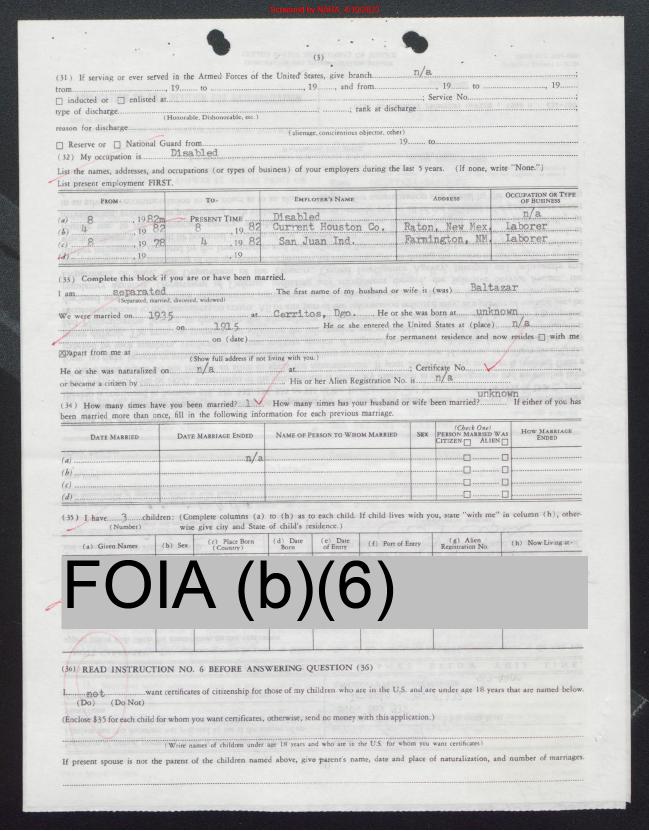 Screened by NARA, 4/19/2023
(3)
(31) If serving or ever served in the Armed Forces of the United States, give branch n/a ;
from , 19 to , 19 , and from , 19 to , 19 ;
☐ inducted or ☐ enlisted at ; Service No. ;
type of discharge ; rank at discharge ;
(Honorable, Dishonorable, etc.)
reason for discharge
(alienage, conscientious objector, other)
☐ Reserve or ☐ National Guard from 19 to
(32) My occupation is Disabled
List the names, addresses, and occupations (or types of business) of your employers during the last 5 years. (If none, write "None.")
List present employment FIRST.
FROM- TO- EMPLOYER'S NAME ADDRESS OCCUPATION OR TYPE OF BUSINESS
(a) 8 , 19 82 PRESENT TIME Disabled n/a
(b) 4 , 19 82 8 , 19 82 Current Houston Co. Raton, New Mex. Laborer
(c) 8 , 19 78 4 , 19 82 San Juan Ind. Farmington, NM. Laborer
(d) , 19 , 19
(33) Complete this block if you are or have been married.
I am separated The first name of my husband or wife is (was) Baltazar
(Separated, married, divorced, widowed)
We were married on 1935 at Cerritos, Dgo. He or she was born at unknown
on 1915 He or she entered the United States at (place) n/a
on (date) for permanent residence and now resides ☐ with me
apart from me at
(Show full address if not living with you.)
He or she was naturalized on n/a at ; Certificate No.
or became a citizen by His or her Alien Registration No. is n/a
(34) How many times have you been married? 1 How many times has your husband or wife been married? unknown If either of you has
been married more than once, fill in the following information for each previous marriage.
DATE MARRIED DATE MARRIAGE ENDED NAME OF PERSON TO WHOM MARRIED SEX (Check One) PERSON MARRIED WAS CITIZEN ☐ ALIEN ☐ HOW MARRIAGE ENDED
(a) n/a ☐ ☐
(b) ☐ ☐
(c) ☐ ☐
(d) ☐ ☐
(35) I have 3 children: (Complete columns (a) to (h) as to each child. If child lives with you, state "with me" in column (h), other-
(Number) wise give city and State of child's residence.)
(a) Given Names (b) Sex (c) Place Born (Country) (d) Date Born (e) Date of Entry (f) Port of Entry (g) Alien Registration No. (h) Now Living at-
FOIA (b)(6)
(36) READ INSTRUCTION NO. 6 BEFORE ANSWERING QUESTION (36)
I not want certificates of citizenship for those of my children who are in the U.S. and are under age 18 years that are named below.
(Do) (Do Not)
(Enclose $35 for each child for whom you want certificates, otherwise, send no money with this application.)
(Write names of children under age 18 years and who are in the U.S. for whom you want certificates)
If present spouse is not the parent of the children named above, give parent's name, date and place of naturalization, and number of marriages.